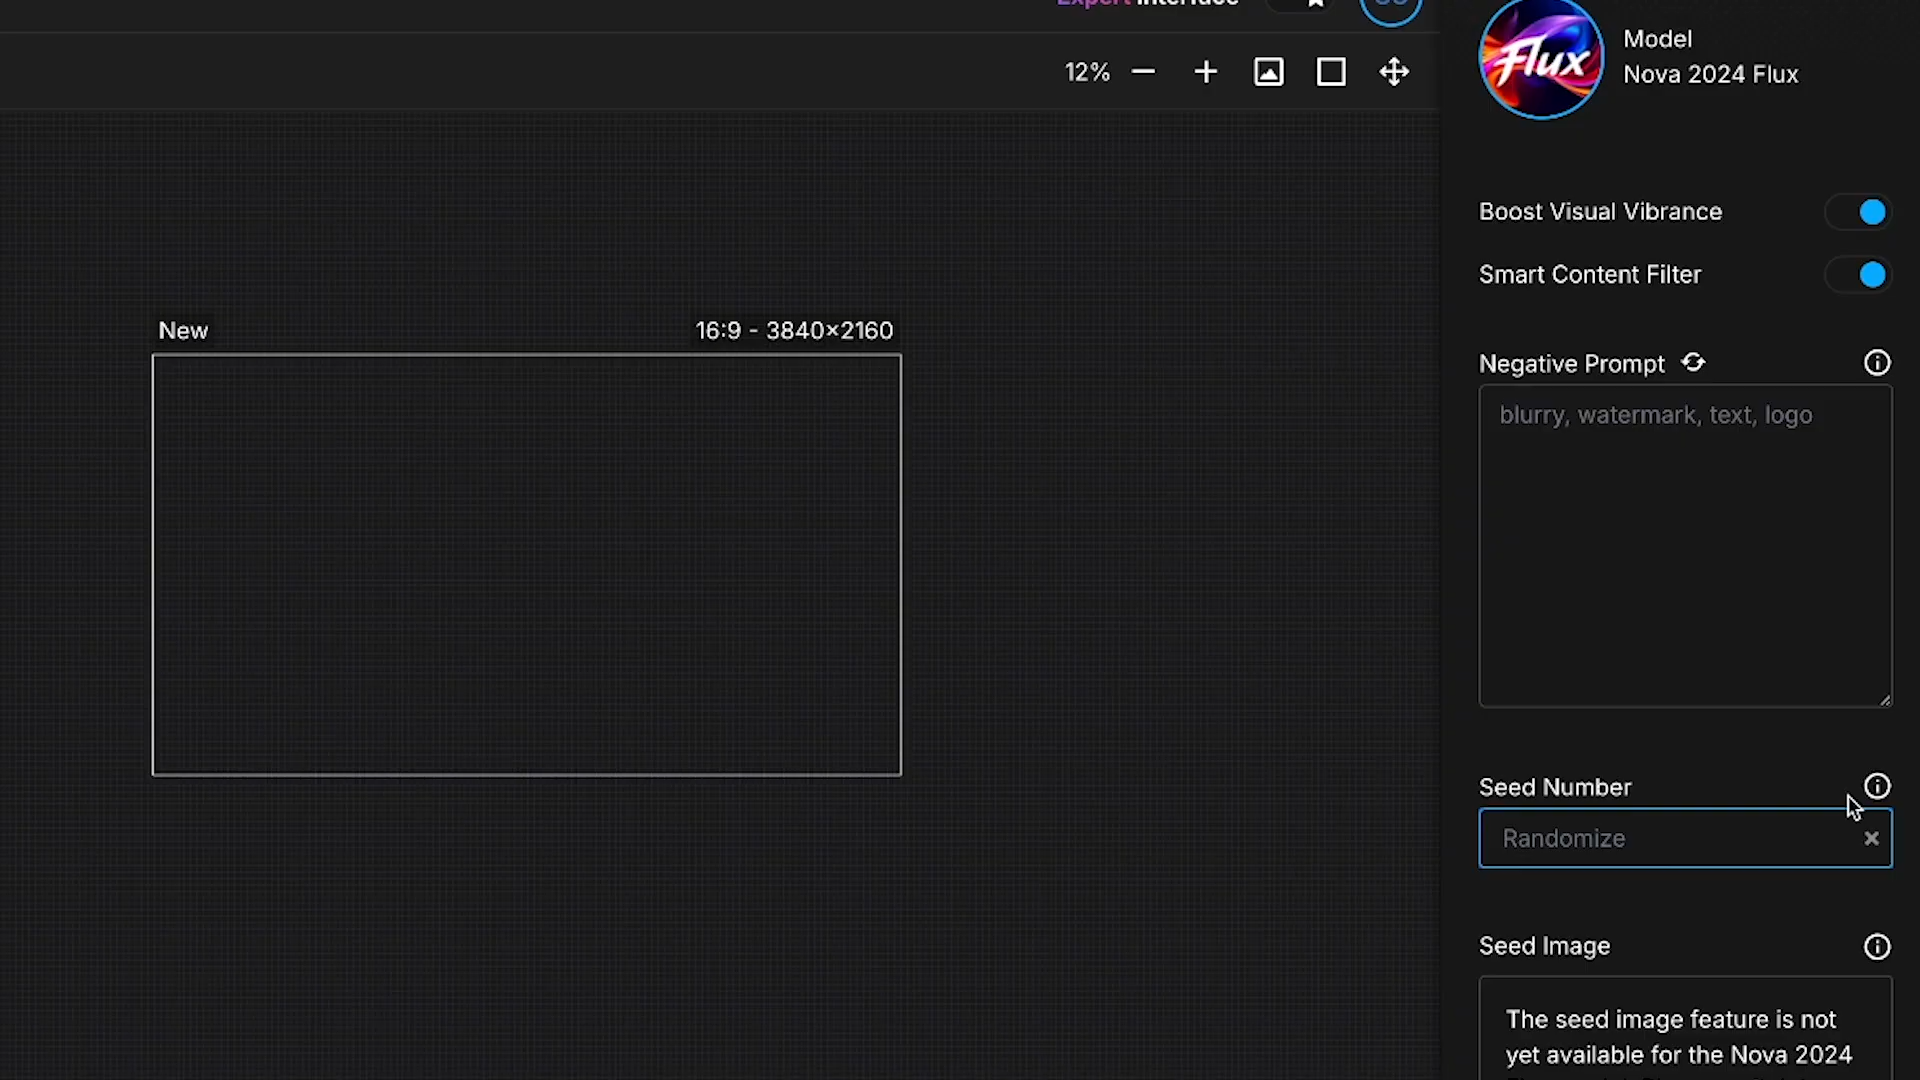 Expert Interface
12%
Flux
Model
Nova 2024 Flux
Boost Visual Vibrance
Smart Content Filter
New
16:9 - 3840×2160
Negative Prompt
blurry, watermark, text, logo
Seed Number
Randomize
Seed Image
The seed image feature is not
yet available for the Nova 2024